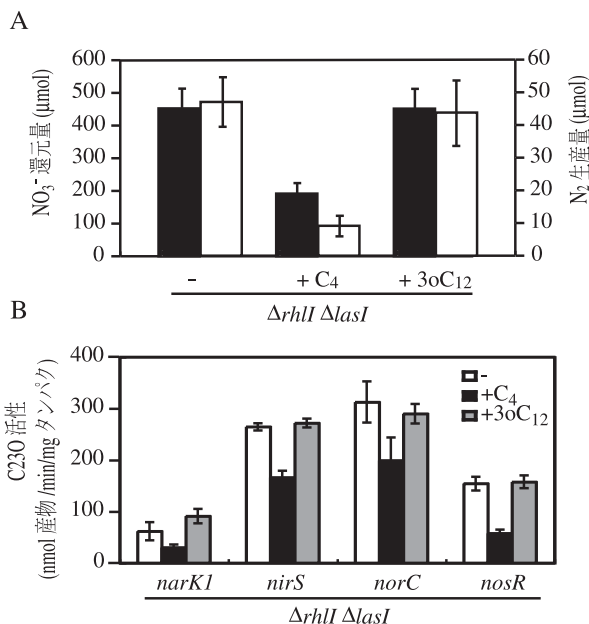 A
NO₃⁻ 還元量 (μmol)
600
500
400
300
200
100
0
N₂ 生産量 (μmol)
60
50
40
30
20
10
0
- + C₄ + 3oC₁₂
ΔrhlI ΔlasI
B
C23O 活性
(nmol 産物 /min/mg タンパク)
400
300
200
100
0
-
+C₄
+3oC₁₂
narK1 nirS norC nosR
ΔrhlI ΔlasI